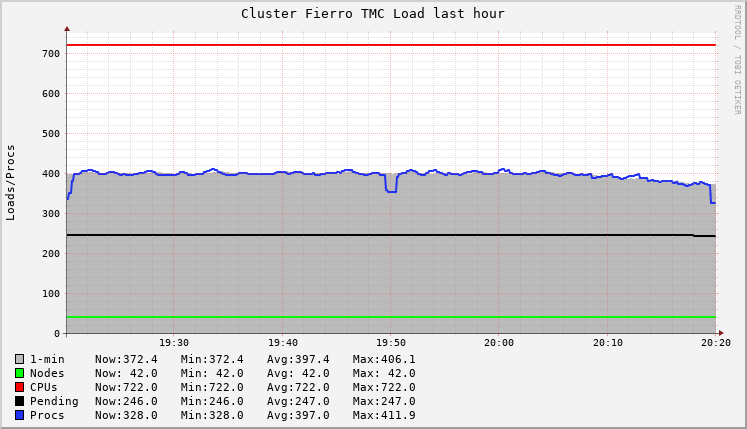 Cluster Fierro TMC Load last hour
RRDTOOL / TOBI OETIKER
Loads/Procs
700
600
500
400
300
200
100
0
19:30 19:40 19:50 20:00 20:10 20:20
1-min Now:372.4 Min:372.4 Avg:397.4 Max:406.1
Nodes Now: 42.0 Min: 42.0 Avg: 42.0 Max: 42.0
CPUs Now:722.0 Min:722.0 Avg:722.0 Max:722.0
Pending Now:246.0 Min:246.0 Avg:247.0 Max:247.0
Procs Now:328.0 Min:328.0 Avg:397.0 Max:411.9